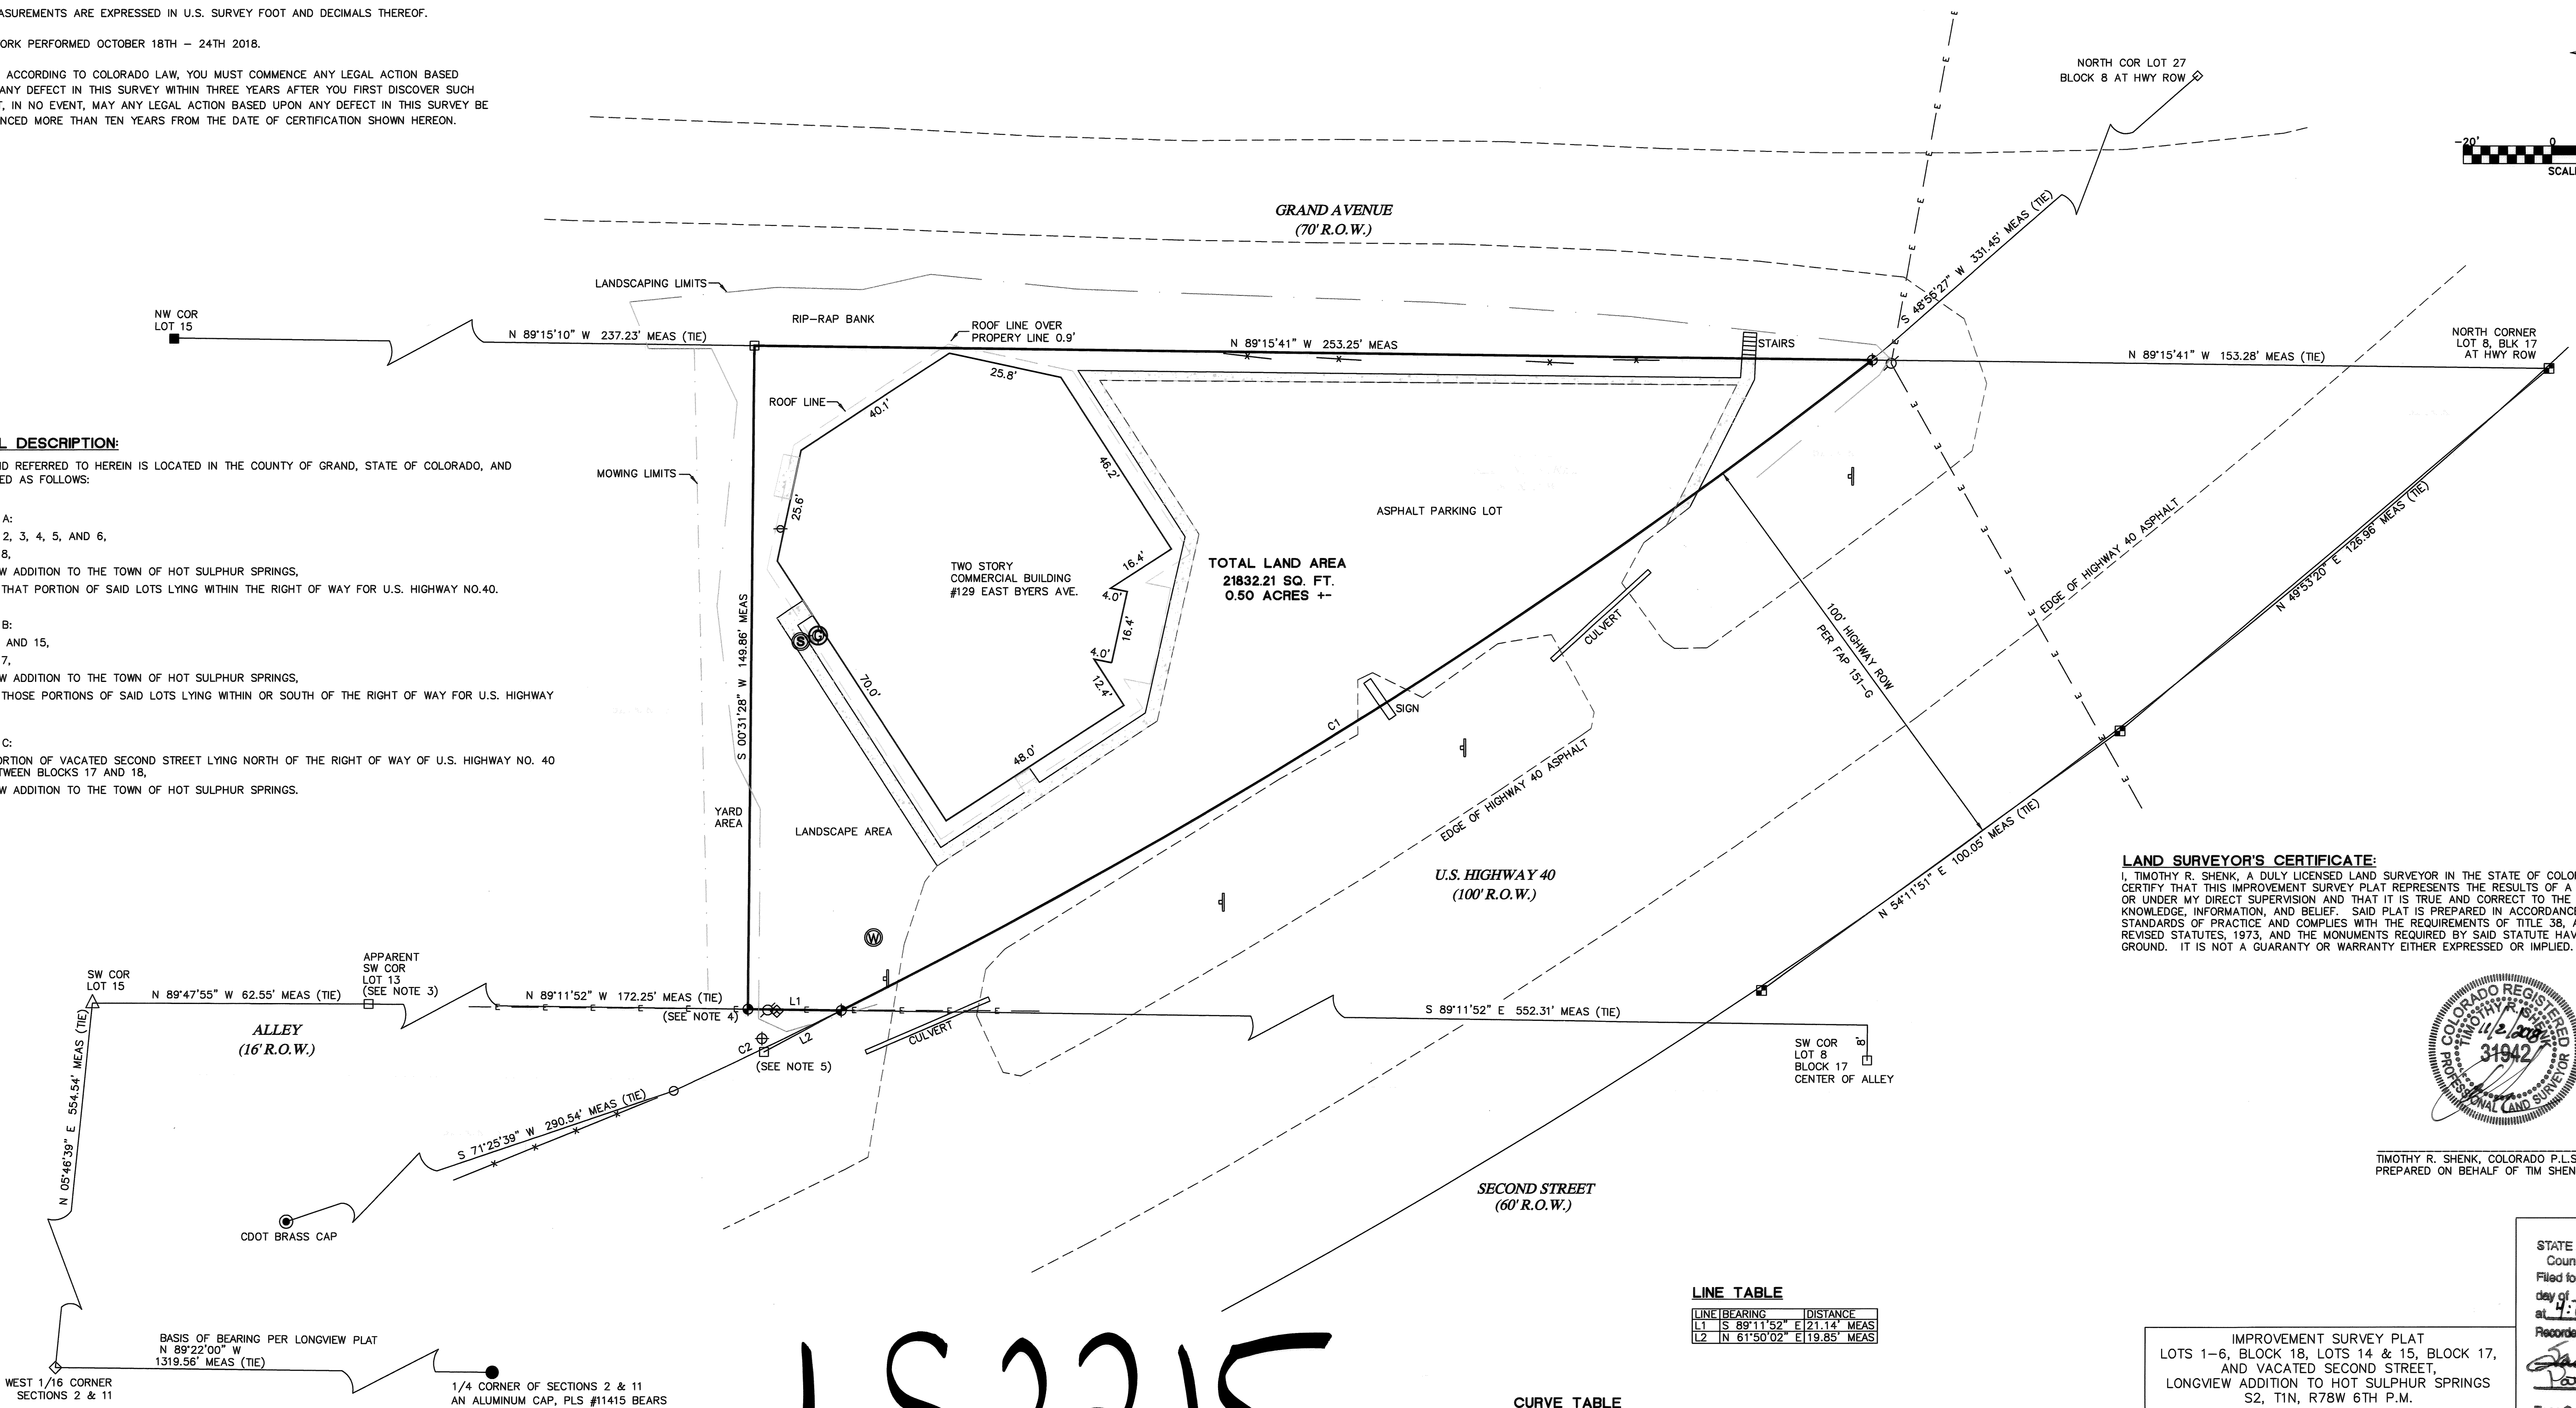 ASUREMENTS ARE EXPRESSED IN U.S. SURVEY FOOT AND DECIMALS THEREOF.
ORK PERFORMED OCTOBER 18TH – 24TH 2018.
ACCORDING TO COLORADO LAW, YOU MUST COMMENCE ANY LEGAL ACTION BASED
ANY DEFECT IN THIS SURVEY WITHIN THREE YEARS AFTER YOU FIRST DISCOVER SUCH
T, IN NO EVENT, MAY ANY LEGAL ACTION BASED UPON ANY DEFECT IN THIS SURVEY BE
NCED MORE THAN TEN YEARS FROM THE DATE OF CERTIFICATION SHOWN HEREON.
NORTH COR LOT 27
BLOCK 8 AT HWY ROW
-20' 0
SCAL
GRAND AVENUE
(70' R.O.W.)
S 48°55'27" W 331.45' MEAS (TIE)
LANDSCAPING LIMITS
NW COR
LOT 15
N 89°15'10" W 237.23' MEAS (TIE)
RIP-RAP BANK
ROOF LINE OVER
PROPERY LINE 0.9'
N 89°15'41" W 253.25' MEAS
STAIRS
N 89°15'41" W 153.28' MEAS (TIE)
NORTH CORNER
LOT 8, BLK 17
AT HWY ROW
25.8'
ROOF LINE
40.1'
46.2'
25.6'
MOWING LIMITS
L DESCRIPTION:
ND REFERRED TO HEREIN IS LOCATED IN THE COUNTY OF GRAND, STATE OF COLORADO, AND
ED AS FOLLOWS:
A:
2, 3, 4, 5, AND 6,
8,
W ADDITION TO THE TOWN OF HOT SULPHUR SPRINGS,
THAT PORTION OF SAID LOTS LYING WITHIN THE RIGHT OF WAY FOR U.S. HIGHWAY NO.40.
B:
AND 15,
7,
W ADDITION TO THE TOWN OF HOT SULPHUR SPRINGS,
THOSE PORTIONS OF SAID LOTS LYING WITHIN OR SOUTH OF THE RIGHT OF WAY FOR U.S. HIGHWAY
C:
ORTION OF VACATED SECOND STREET LYING NORTH OF THE RIGHT OF WAY OF U.S. HIGHWAY NO. 40
TWEEN BLOCKS 17 AND 18,
W ADDITION TO THE TOWN OF HOT SULPHUR SPRINGS.
ASPHALT PARKING LOT
TWO STORY
COMMERCIAL BUILDING
#129 EAST BYERS AVE.
16.4'
4.0'
16.4'
4.0'
12.4'
TOTAL LAND AREA
21832.21 SQ. FT.
0.50 ACRES +-
S 00°31'28" W 149.86' MEAS
S G
70.0'
48.0'
CULVERT
SIGN
C1
100' HIGHWAY ROW
PER FAP 151-G
EDGE OF HIGHWAY 40 ASPHALT
N 49°53'20" E 126.96' MEAS (TIE)
EDGE OF HIGHWAY 40 ASPHALT
N 54°11'51" E 100.05' MEAS (TIE)
YARD
AREA
LANDSCAPE AREA
U.S. HIGHWAY 40
(100' R.O.W.)
W
LAND SURVEYOR'S CERTIFICATE:
I, TIMOTHY R. SHENK, A DULY LICENSED LAND SURVEYOR IN THE STATE OF COLO
CERTIFY THAT THIS IMPROVEMENT SURVEY PLAT REPRESENTS THE RESULTS OF A
OR UNDER MY DIRECT SUPERVISION AND THAT IT IS TRUE AND CORRECT TO THE
KNOWLEDGE, INFORMATION, AND BELIEF. SAID PLAT IS PREPARED IN ACCORDANCE
STANDARDS OF PRACTICE AND COMPLIES WITH THE REQUIREMENTS OF TITLE 38, A
REVISED STATUTES, 1973, AND THE MONUMENTS REQUIRED BY SAID STATUTE HAV
GROUND. IT IS NOT A GUARANTY OR WARRANTY EITHER EXPRESSED OR IMPLIED.
COLORADO REGISTERED
TIMOTHY R. SHENK
11/2/2018
31942
PROFESSIONAL LAND SURVEYOR
TIMOTHY R. SHENK, COLORADO P.L.S
PREPARED ON BEHALF OF TIM SHEN
SW COR
LOT 15
N 89°47'55" W 62.55' MEAS (TIE)
APPARENT
SW COR
LOT 13
(SEE NOTE 3)
N 89°11'52" W 172.25' MEAS (TIE)
(SEE NOTE 4)
L1
C2
L2
(SEE NOTE 5)
CULVERT
S 89°11'52" E 552.31' MEAS (TIE)
8'
SW COR
LOT 8
BLOCK 17
CENTER OF ALLEY
ALLEY
(16' R.O.W.)
N 05°46'39" E 554.54' MEAS (TIE)
S 71°25'39" W 290.54' MEAS (TIE)
CDOT BRASS CAP
SECOND STREET
(60' R.O.W.)
BASIS OF BEARING PER LONGVIEW PLAT
N 89°22'00" W
1319.56' MEAS (TIE)
WEST 1/16 CORNER
SECTIONS 2 & 11
1/4 CORNER OF SECTIONS 2 & 11
AN ALUMINUM CAP, PLS #11415 BEARS
LINE TABLE
LINE BEARING DISTANCE
L1 S 89°11'52" E 21.14' MEAS
L2 N 61°50'02" E 19.85' MEAS
CURVE TABLE
IMPROVEMENT SURVEY PLAT
LOTS 1-6, BLOCK 18, LOTS 14 & 15, BLOCK 17,
AND VACATED SECOND STREET,
LONGVIEW ADDITION TO HOT SULPHUR SPRINGS
S2, T1N, R78W 6TH P.M.
STATE
Coun
Filed fo
day of
at 4:
Recorde